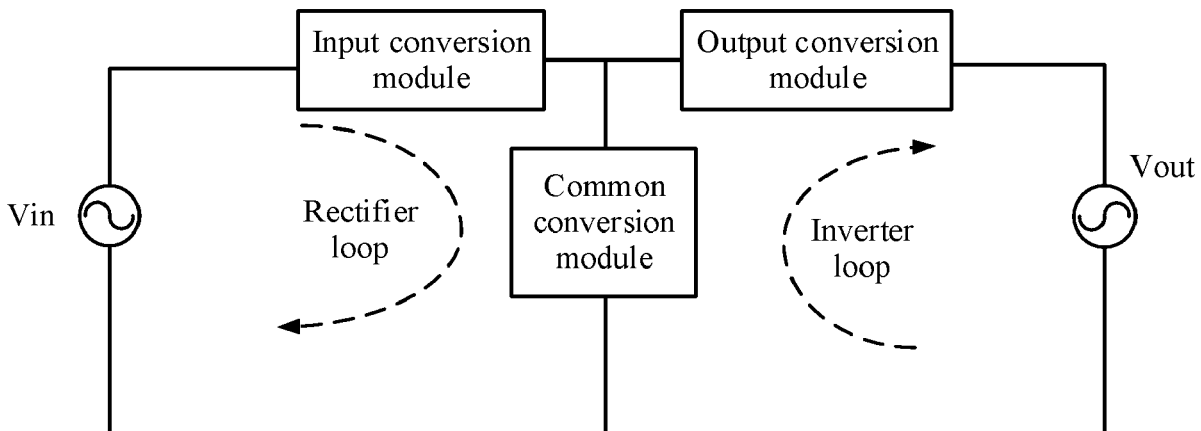 Input conversion
module
Output conversion
module
Vin
Rectifier
loop
Common
conversion
module
Inverter
loop
Vout